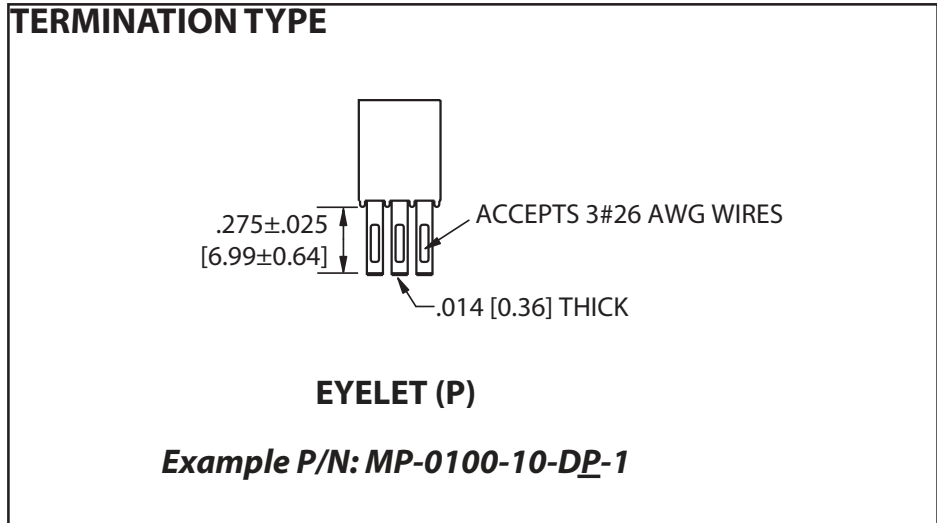 TERMINATION TYPE
.275±.025
[6.99±0.64]
ACCEPTS 3#26 AWG WIRES
.014 [0.36] THICK
EYELET (P)
Example P/N: MP-0100-10-DP-1